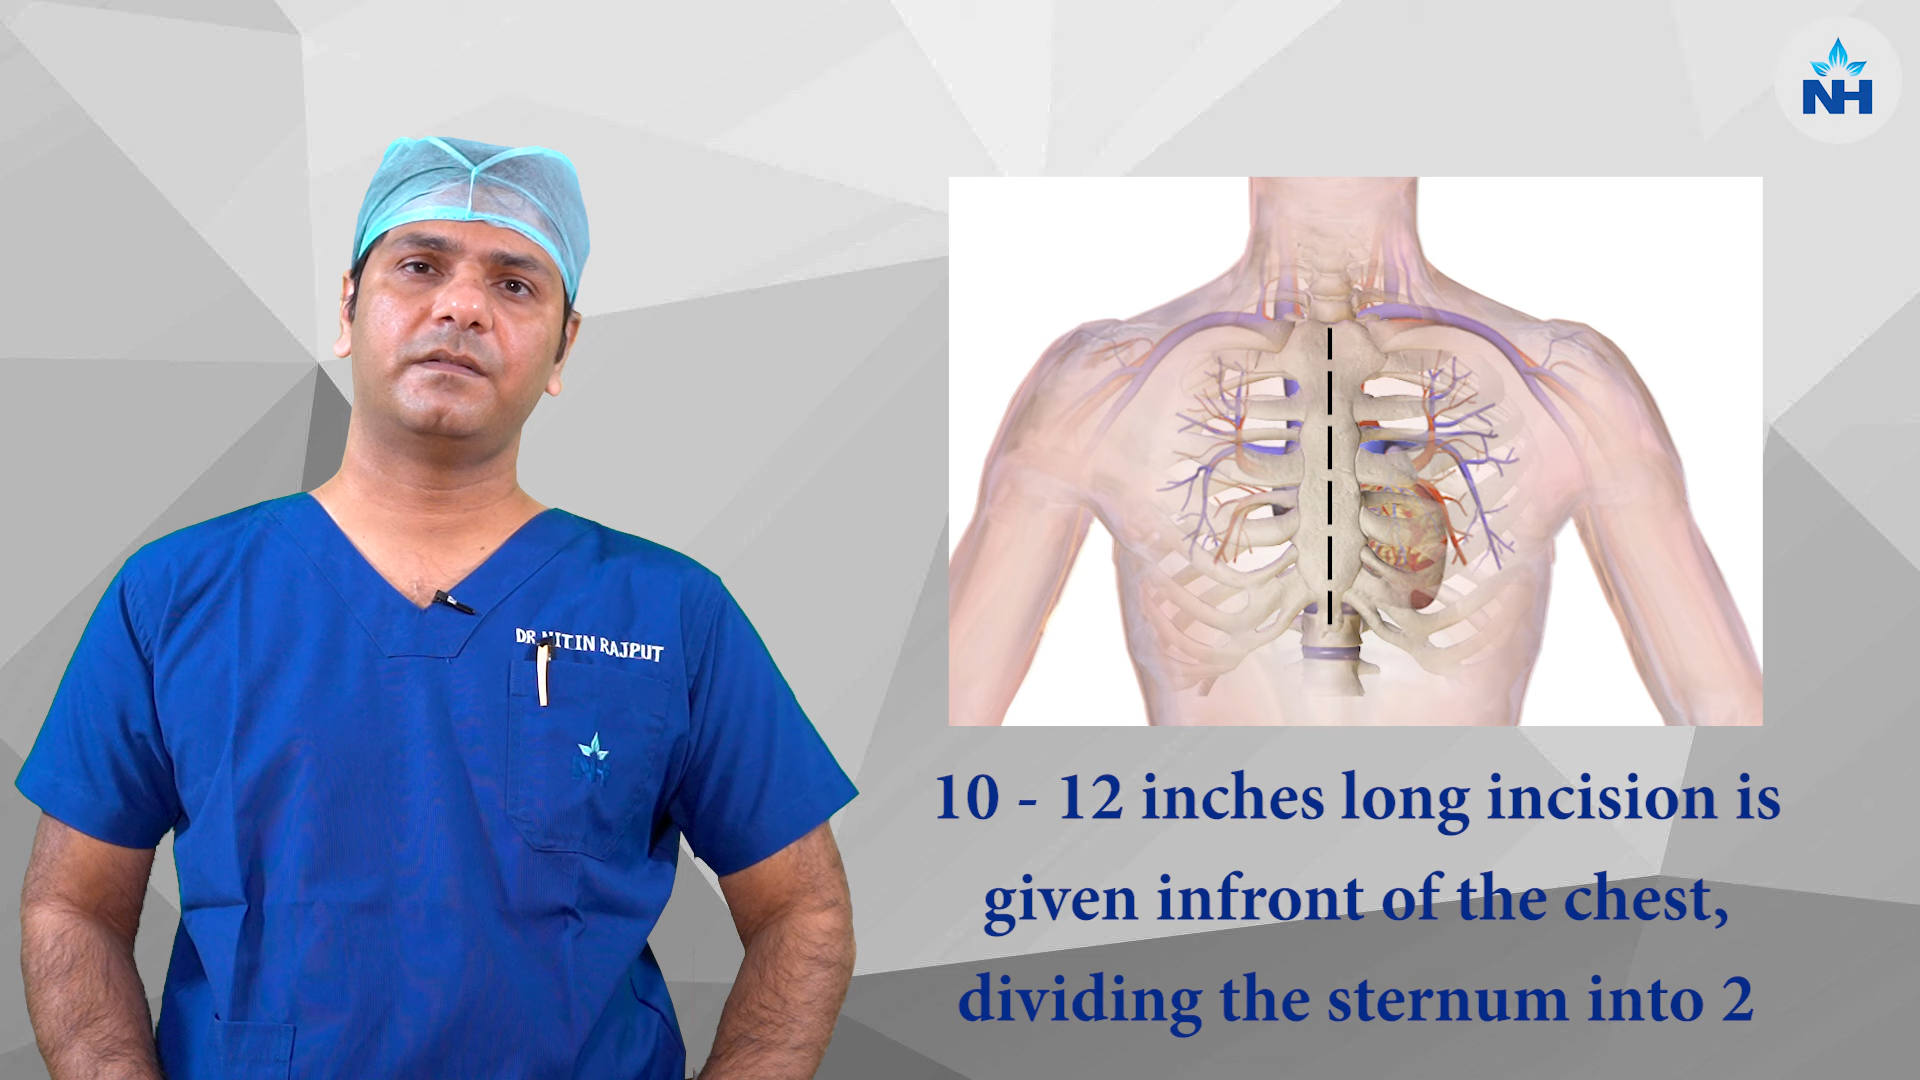 NH
DR NITIN RAJPUT
NH
10 - 12 inches long incision is
given infront of the chest,
dividing the sternum into 2